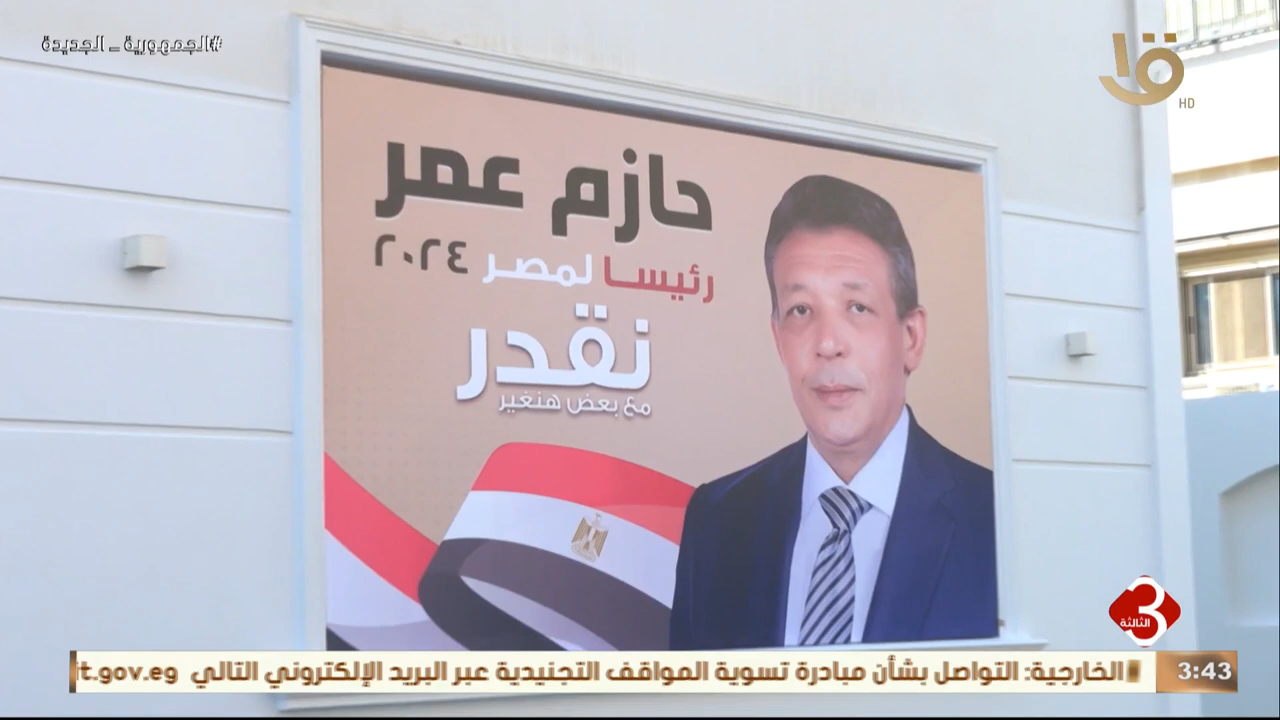 #الجمهورية_الجديدة
HD
حازم عمر
رئيسا لمصر ٢٠٢٤
نقدر
مع بعض هنغير
3
الثالثة
الخارجية: التواصل بشأن مبادرة تسوية المواقف التجنيدية عبر البريد الإلكتروني التالي it.gov.eg
3:43